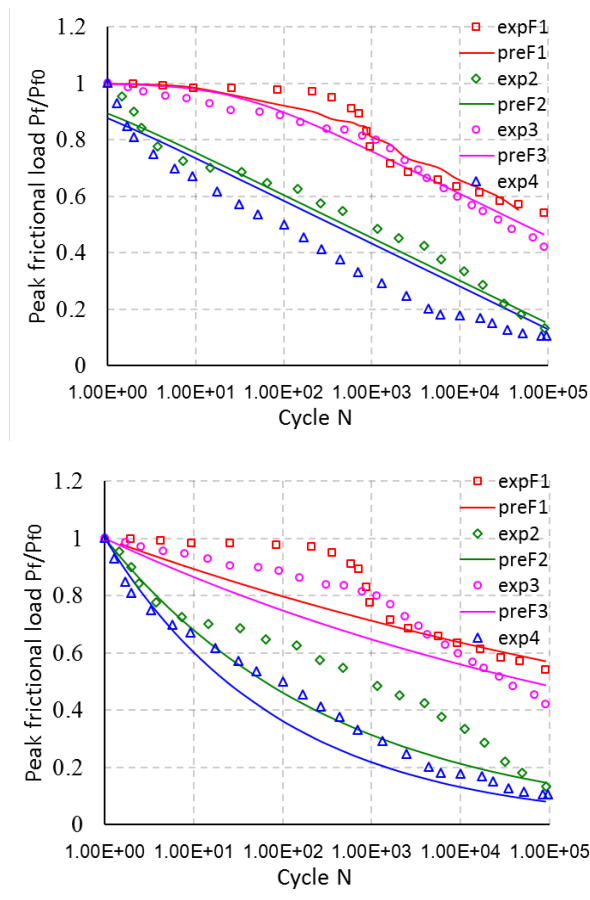 1.2
1
0.8
0.6
0.4
0.2
0
Peak frictional load Pf/Pf0
expF1
preF1
exp2
preF2
exp3
preF3
exp4
1.00E+00 1.00E+01 1.00E+02 1.00E+03 1.00E+04 1.00E+05
Cycle N
1.2
1
0.8
0.6
0.4
0.2
0
Peak frictional load Pf/Pf0
expF1
preF1
exp2
preF2
exp3
preF3
exp4
1.00E+00 1.00E+01 1.00E+02 1.00E+03 1.00E+04 1.00E+05
Cycle N